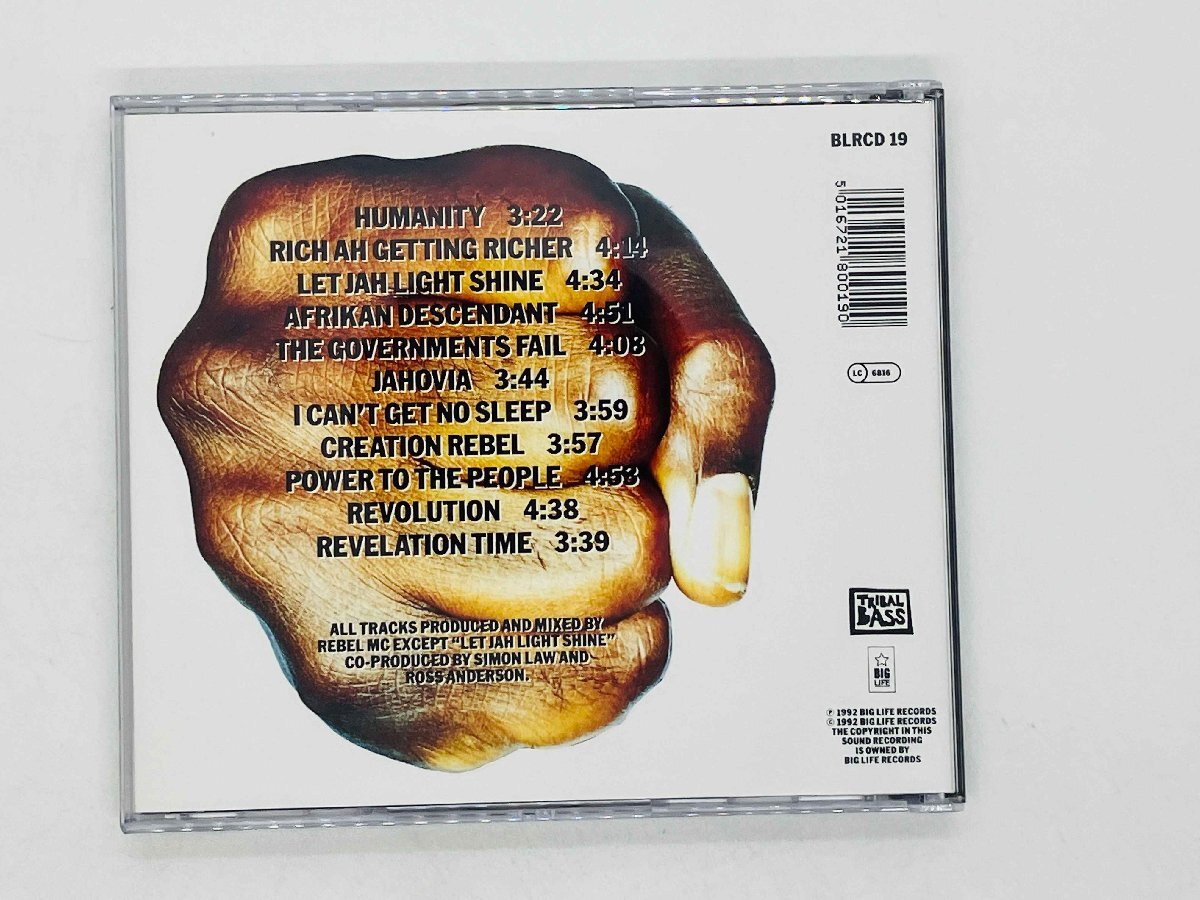 BLRCD 19
HUMANITY 3:22
RICH AH GETTING RICHER 4:14
LET JAH LIGHT SHINE 4:34
AFRIKAN DESCENDANT 4:51
THE GOVERNMENTS FAIL 4:08
JAHOVIA 3:44
I CAN'T GET NO SLEEP 3:59
CREATION REBEL 3:57
POWER TO THE PEOPLE 4:53
REVOLUTION 4:38
REVELATION TIME 3:39
ALL TRACKS PRODUCED AND MIXED BY
REBEL MC EXCEPT "LET JAH LIGHT SHINE"
CO-PRODUCED BY SIMON LAW AND
ROSS ANDERSON.
5 016721 800190
LC 6816
TRIBAL
BASS
BIG
LIFE
℗ 1992 BIG LIFE RECORDS
© 1992 BIG LIFE RECORDS
THE COPYRIGHT IN THIS
SOUND RECORDING
IS OWNED BY
BIG LIFE RECORDS